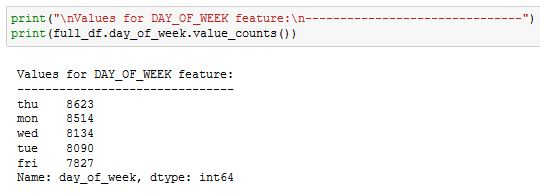 print("\nValues for DAY_OF_WEEK feature:\n-------------------------------")
print(full_df.day_of_week.value_counts())
Values for DAY_OF_WEEK feature:
-------------------------------
thu    8623
mon    8514
wed    8134
tue    8090
fri    7827
Name: day_of_week, dtype: int64